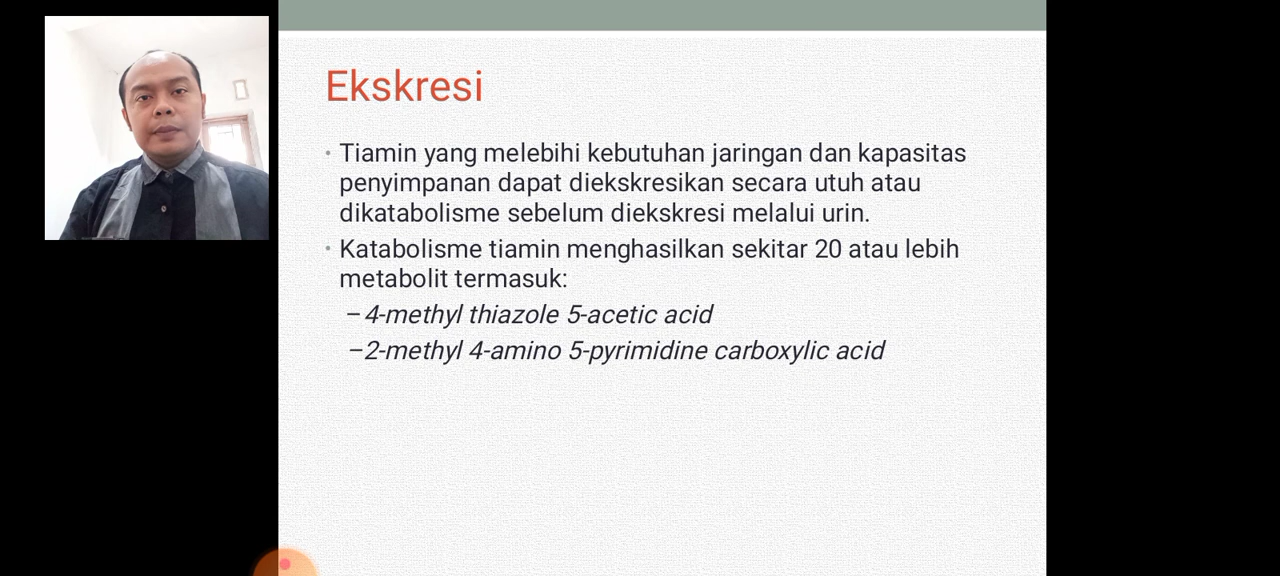 Ekskresi
• Tiamin yang melebihi kebutuhan jaringan dan kapasitas
penyimpanan dapat diekskresikan secara utuh atau
dikatabolisme sebelum diekskresi melalui urin.
• Katabolisme tiamin menghasilkan sekitar 20 atau lebih
metabolit termasuk:
–4-methyl thiazole 5-acetic acid
–2-methyl 4-amino 5-pyrimidine carboxylic acid